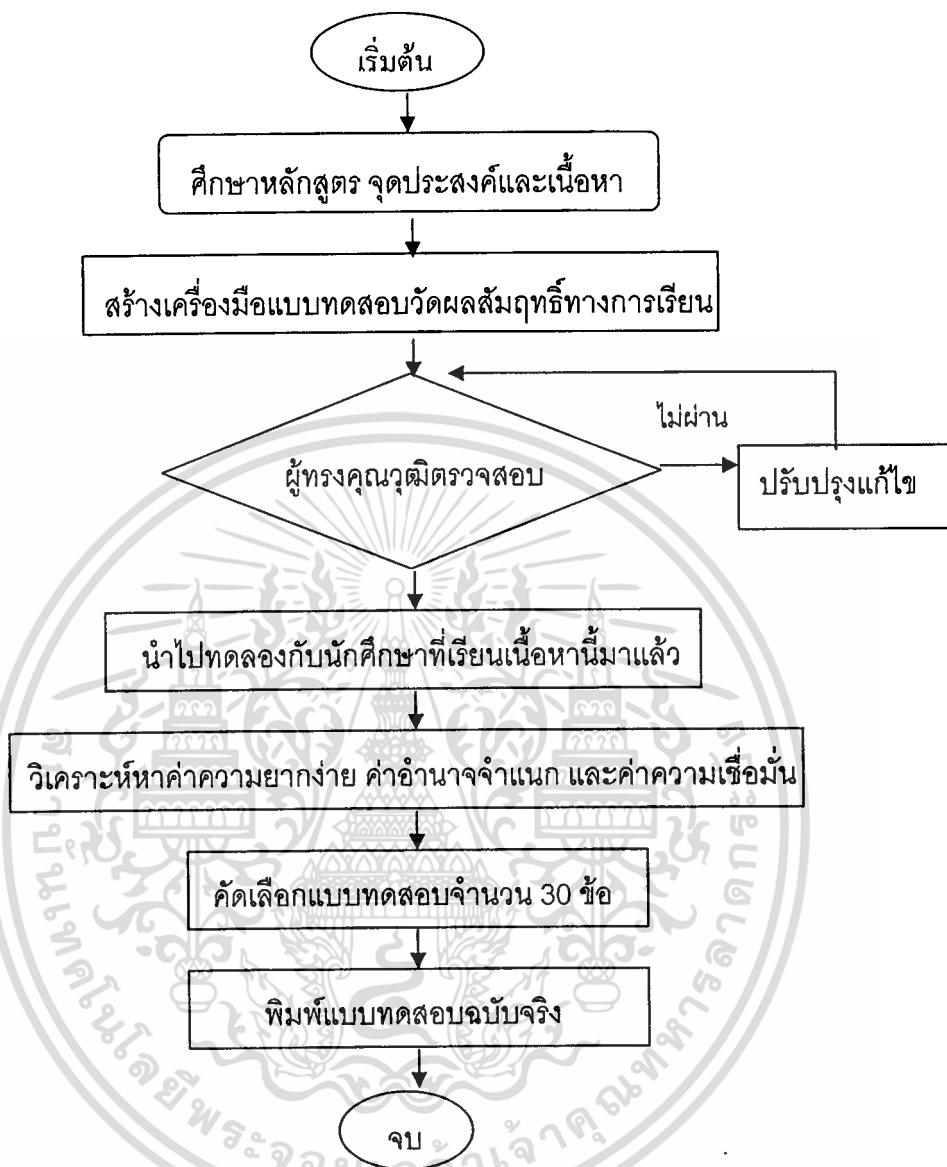 เริ่มต้น
ศึกษาหลักสูตร จุดประสงค์และเนื้อหา
สร้างเครื่องมือแบบทดสอบวัดผลสัมฤทธิ์ทางการเรียน
ไม่ผ่าน
ผู้ทรงคุณวุฒิตรวจสอบ
ปรับปรุงแก้ไข
นำไปทดลองกับนักศึกษาที่เรียนเนื้อหานี้มาแล้ว
วิเคราะห์หาค่าความยากง่าย ค่าอำนาจจำแนก และค่าความเชื่อมั่น
คัดเลือกแบบทดสอบจำนวน 30 ข้อ
พิมพ์แบบทดสอบฉบับจริง
จบ